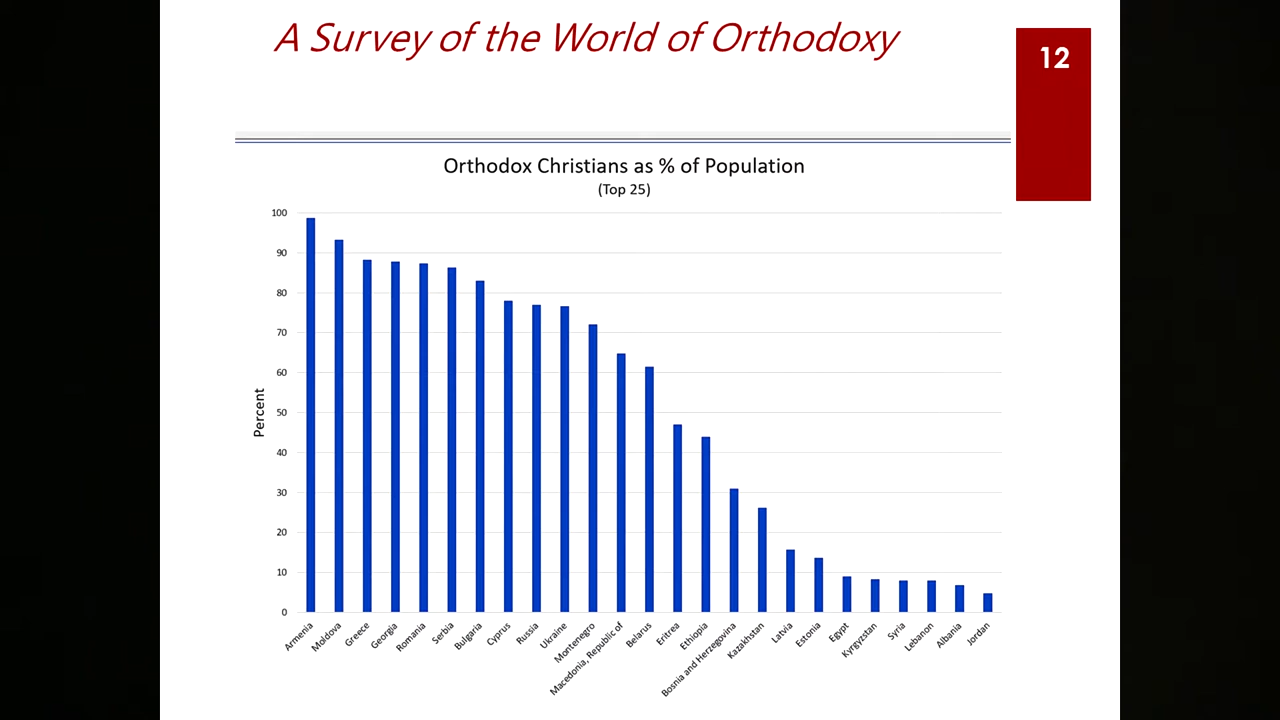 A Survey of the World of Orthodoxy
12
Orthodox Christians as % of Population
(Top 25)
Percent
100
90
80
70
60
50
40
30
20
10
0
Armenia
Moldova
Greece
Georgia
Romania
Serbia
Bulgaria
Cyprus
Russia
Ukraine
Montenegro
Macedonia, Republic of
Belarus
Eritrea
Ethiopia
Bosnia and Herzegovina
Kazakhstan
Latvia
Estonia
Egypt
Kyrgyzstan
Syria
Lebanon
Albania
Jordan